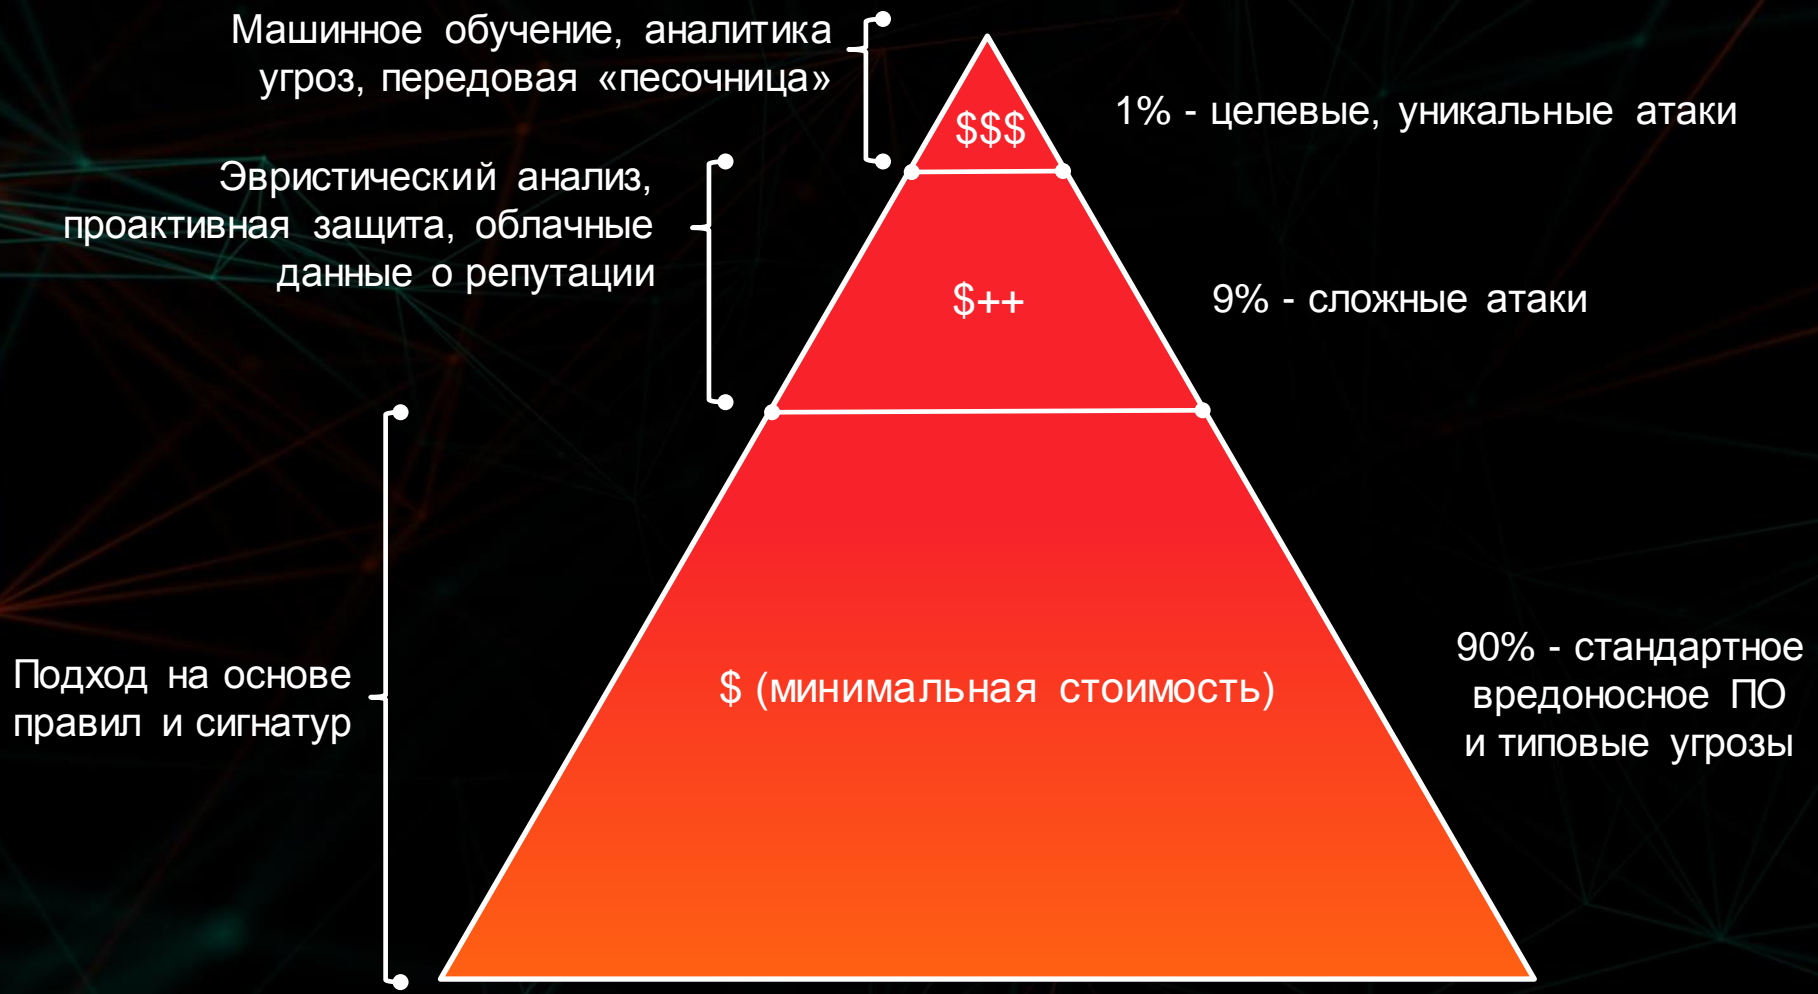 Машинное обучение, аналитика
угроз, передовая «песочница»
$$$
1% - целевые, уникальные атаки
Эвристический анализ,
проактивная защита, облачные
данные о репутации
$++
9% - сложные атаки
Подход на основе
правил и сигнатур
$ (минимальная стоимость)
90% - стандартное
вредоносное ПО
и типовые угрозы